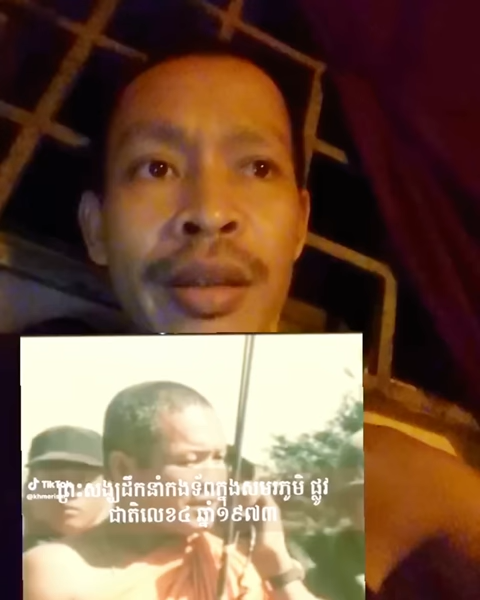 TikTok
ព្រះសង្ឃដឹកនាំកងទ័ពក្នុងសមរភូមិ ផ្លូវ
ជាតិលេខ៤ ឆ្នាំ១៩៧៣